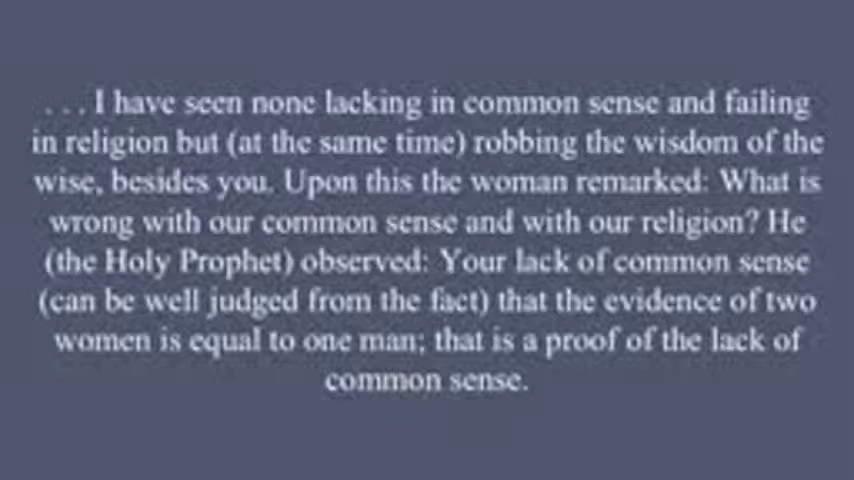 . . . I have seen none lacking in common sense and failing
in religion but (at the same time) robbing the wisdom of the
wise, besides you. Upon this the woman remarked: What is
wrong with our common sense and with our religion? He
(the Holy Prophet) observed: Your lack of common sense
(can be well judged from the fact) that the evidence of two
women is equal to one man; that is a proof of the lack of
common sense.